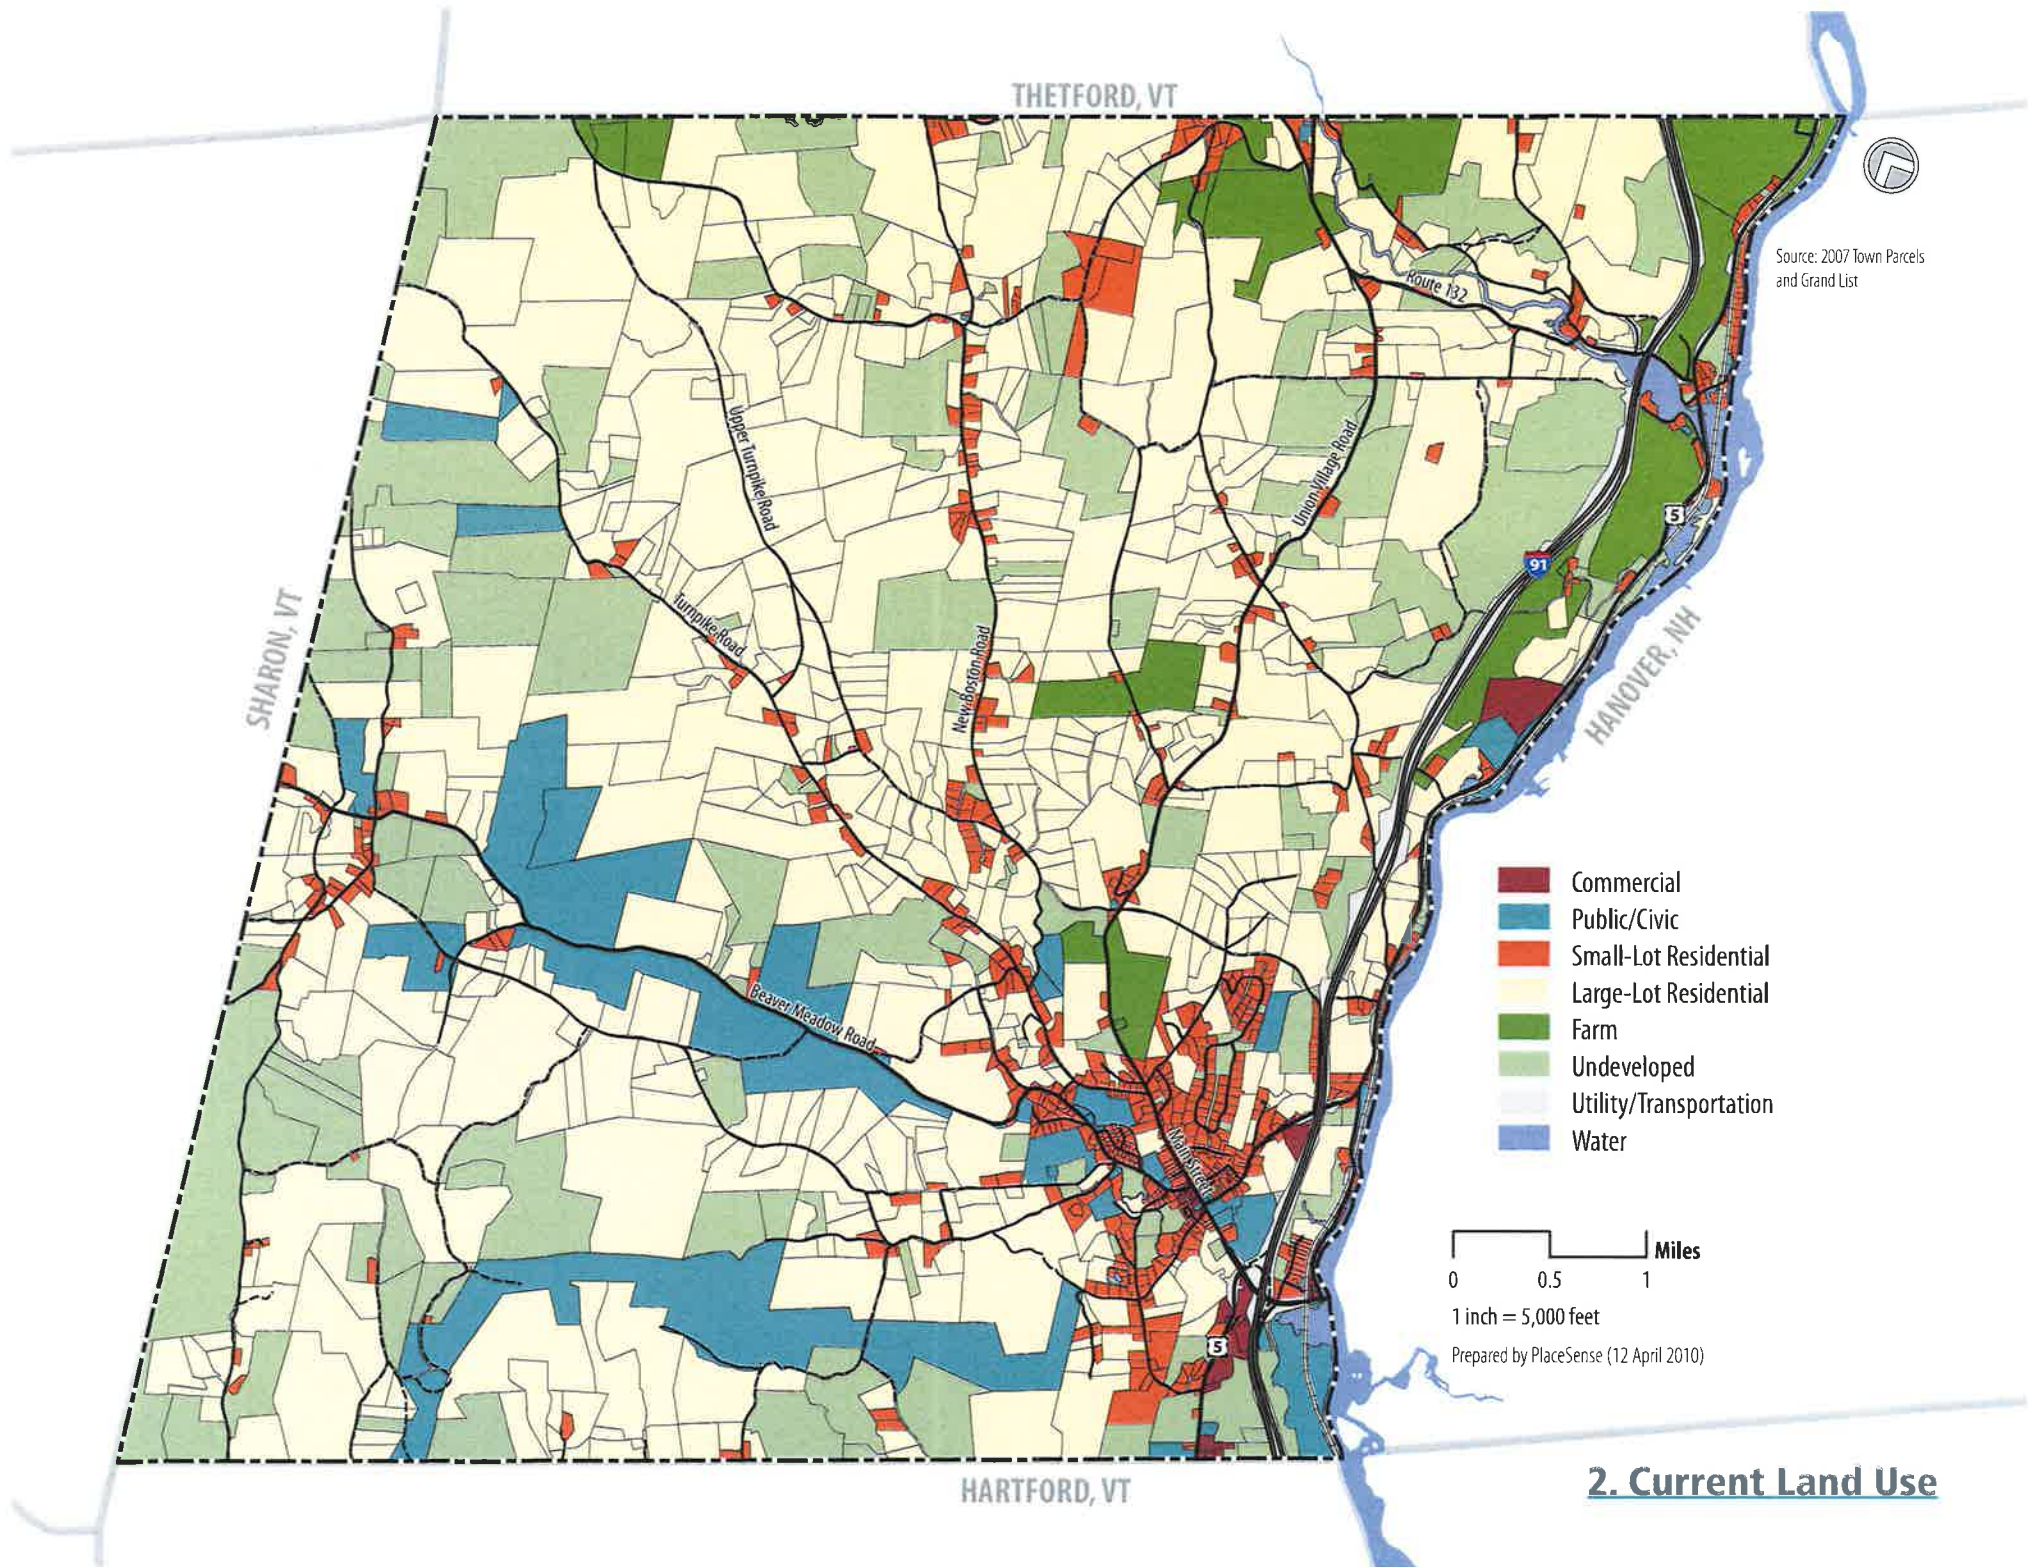 THETFORD, VT
Source: 2007 Town Parcels
and Grand List
Route 132
Upper Turnpike Road
Union Village Road
5
91
SHARON, VT
Turnpike Road
New Boston Road
HANOVER, NH
Commercial
Public/Civic
Small-Lot Residential
Large-Lot Residential
Farm
Undeveloped
Utility/Transportation
Water
Beaver Meadow Road
Main Street
Miles
0 0.5 1
1 inch = 5,000 feet
5
Prepared by PlaceSense (12 April 2010)
HARTFORD, VT
2. Current Land Use